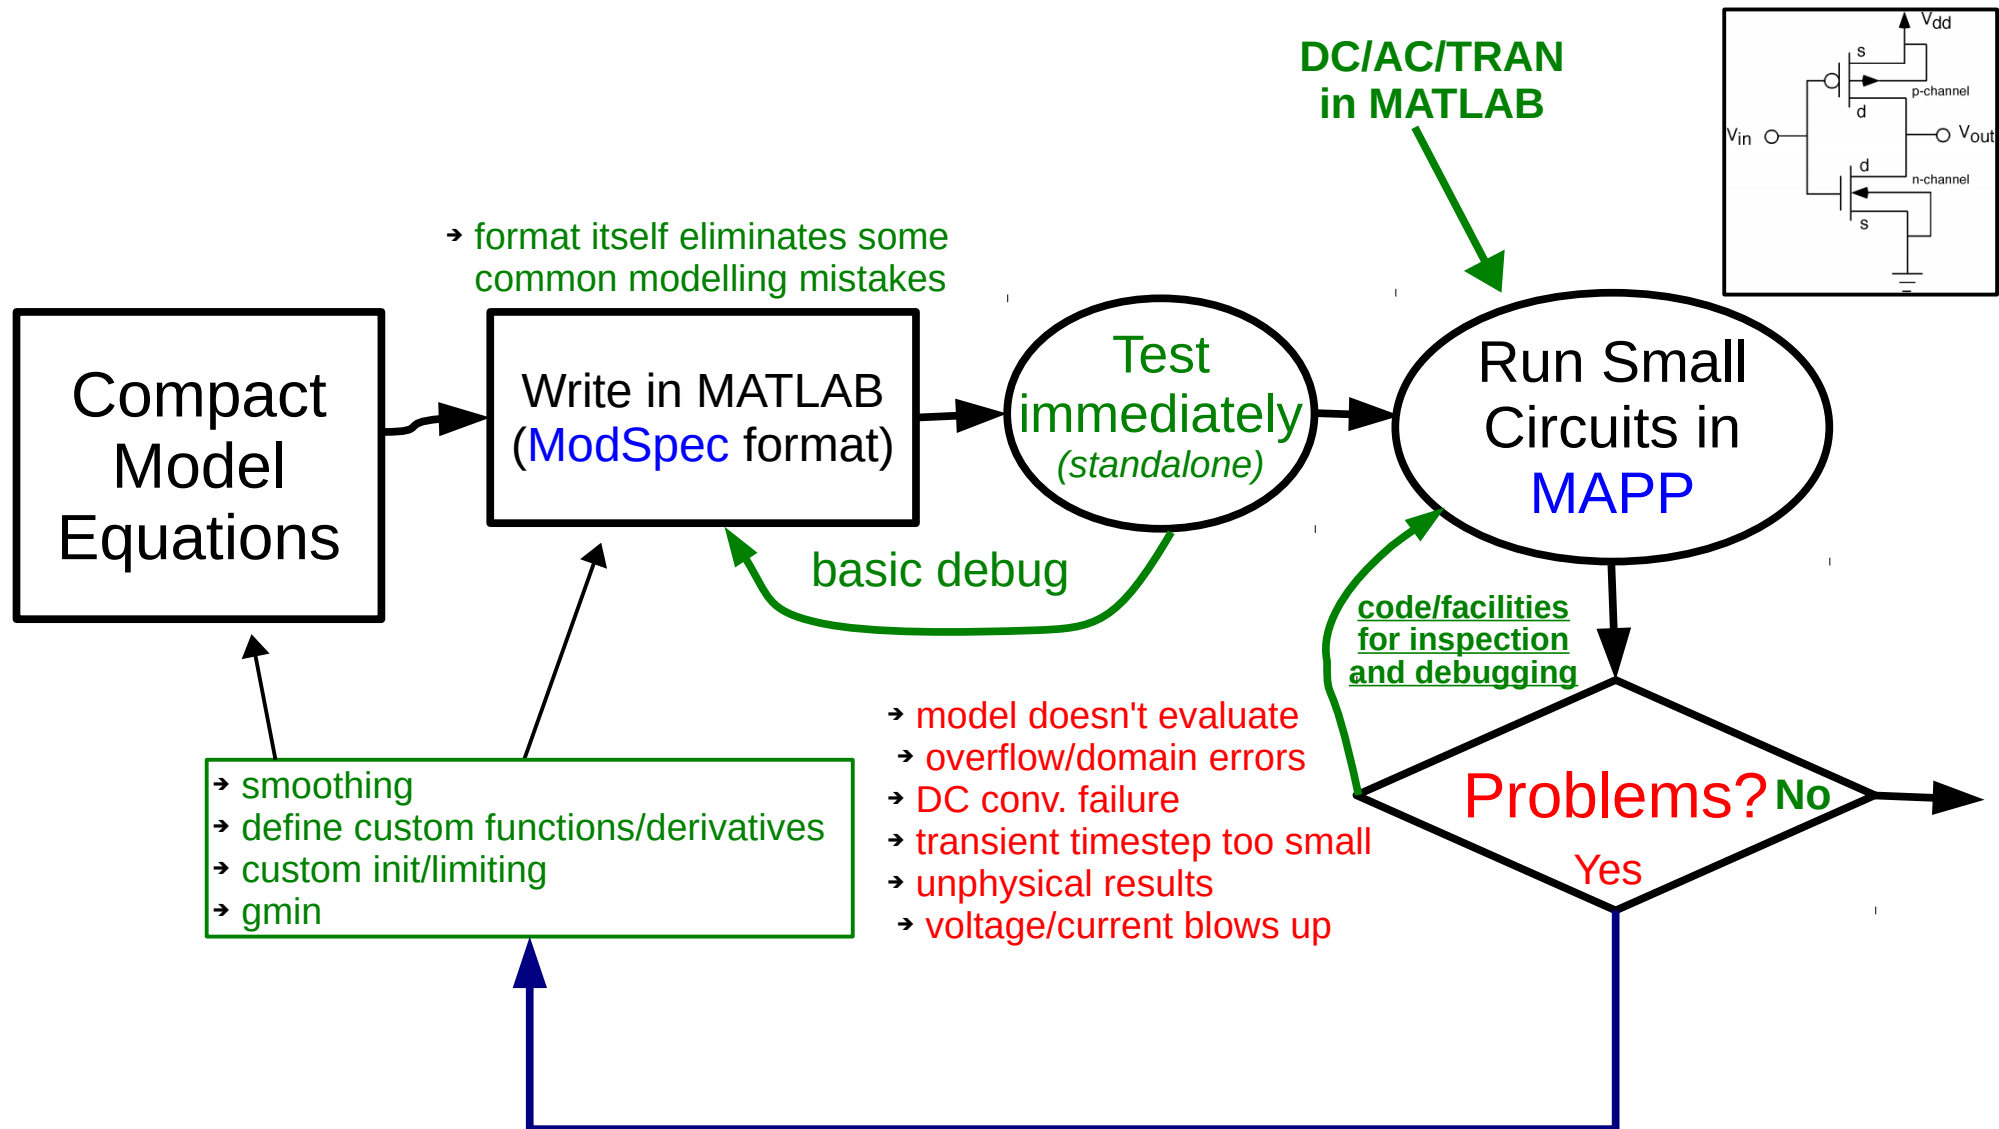 DC/AC/TRAN
in MATLAB
Vdd
s
p-channel
d
Vin
Vout
d
n-channel
s
format itself eliminates some
common modelling mistakes
Compact
Model
Equations
Write in MATLAB
(ModSpec format)
Test
immediately
(standalone)
Run Small
Circuits in
MAPP
basic debug
code/facilities
for inspection
and debugging
model doesn't evaluate
overflow/domain errors
DC conv. failure
transient timestep too small
unphysical results
voltage/current blows up
Problems?
No
Yes
smoothing
define custom functions/derivatives
custom init/limiting
gmin